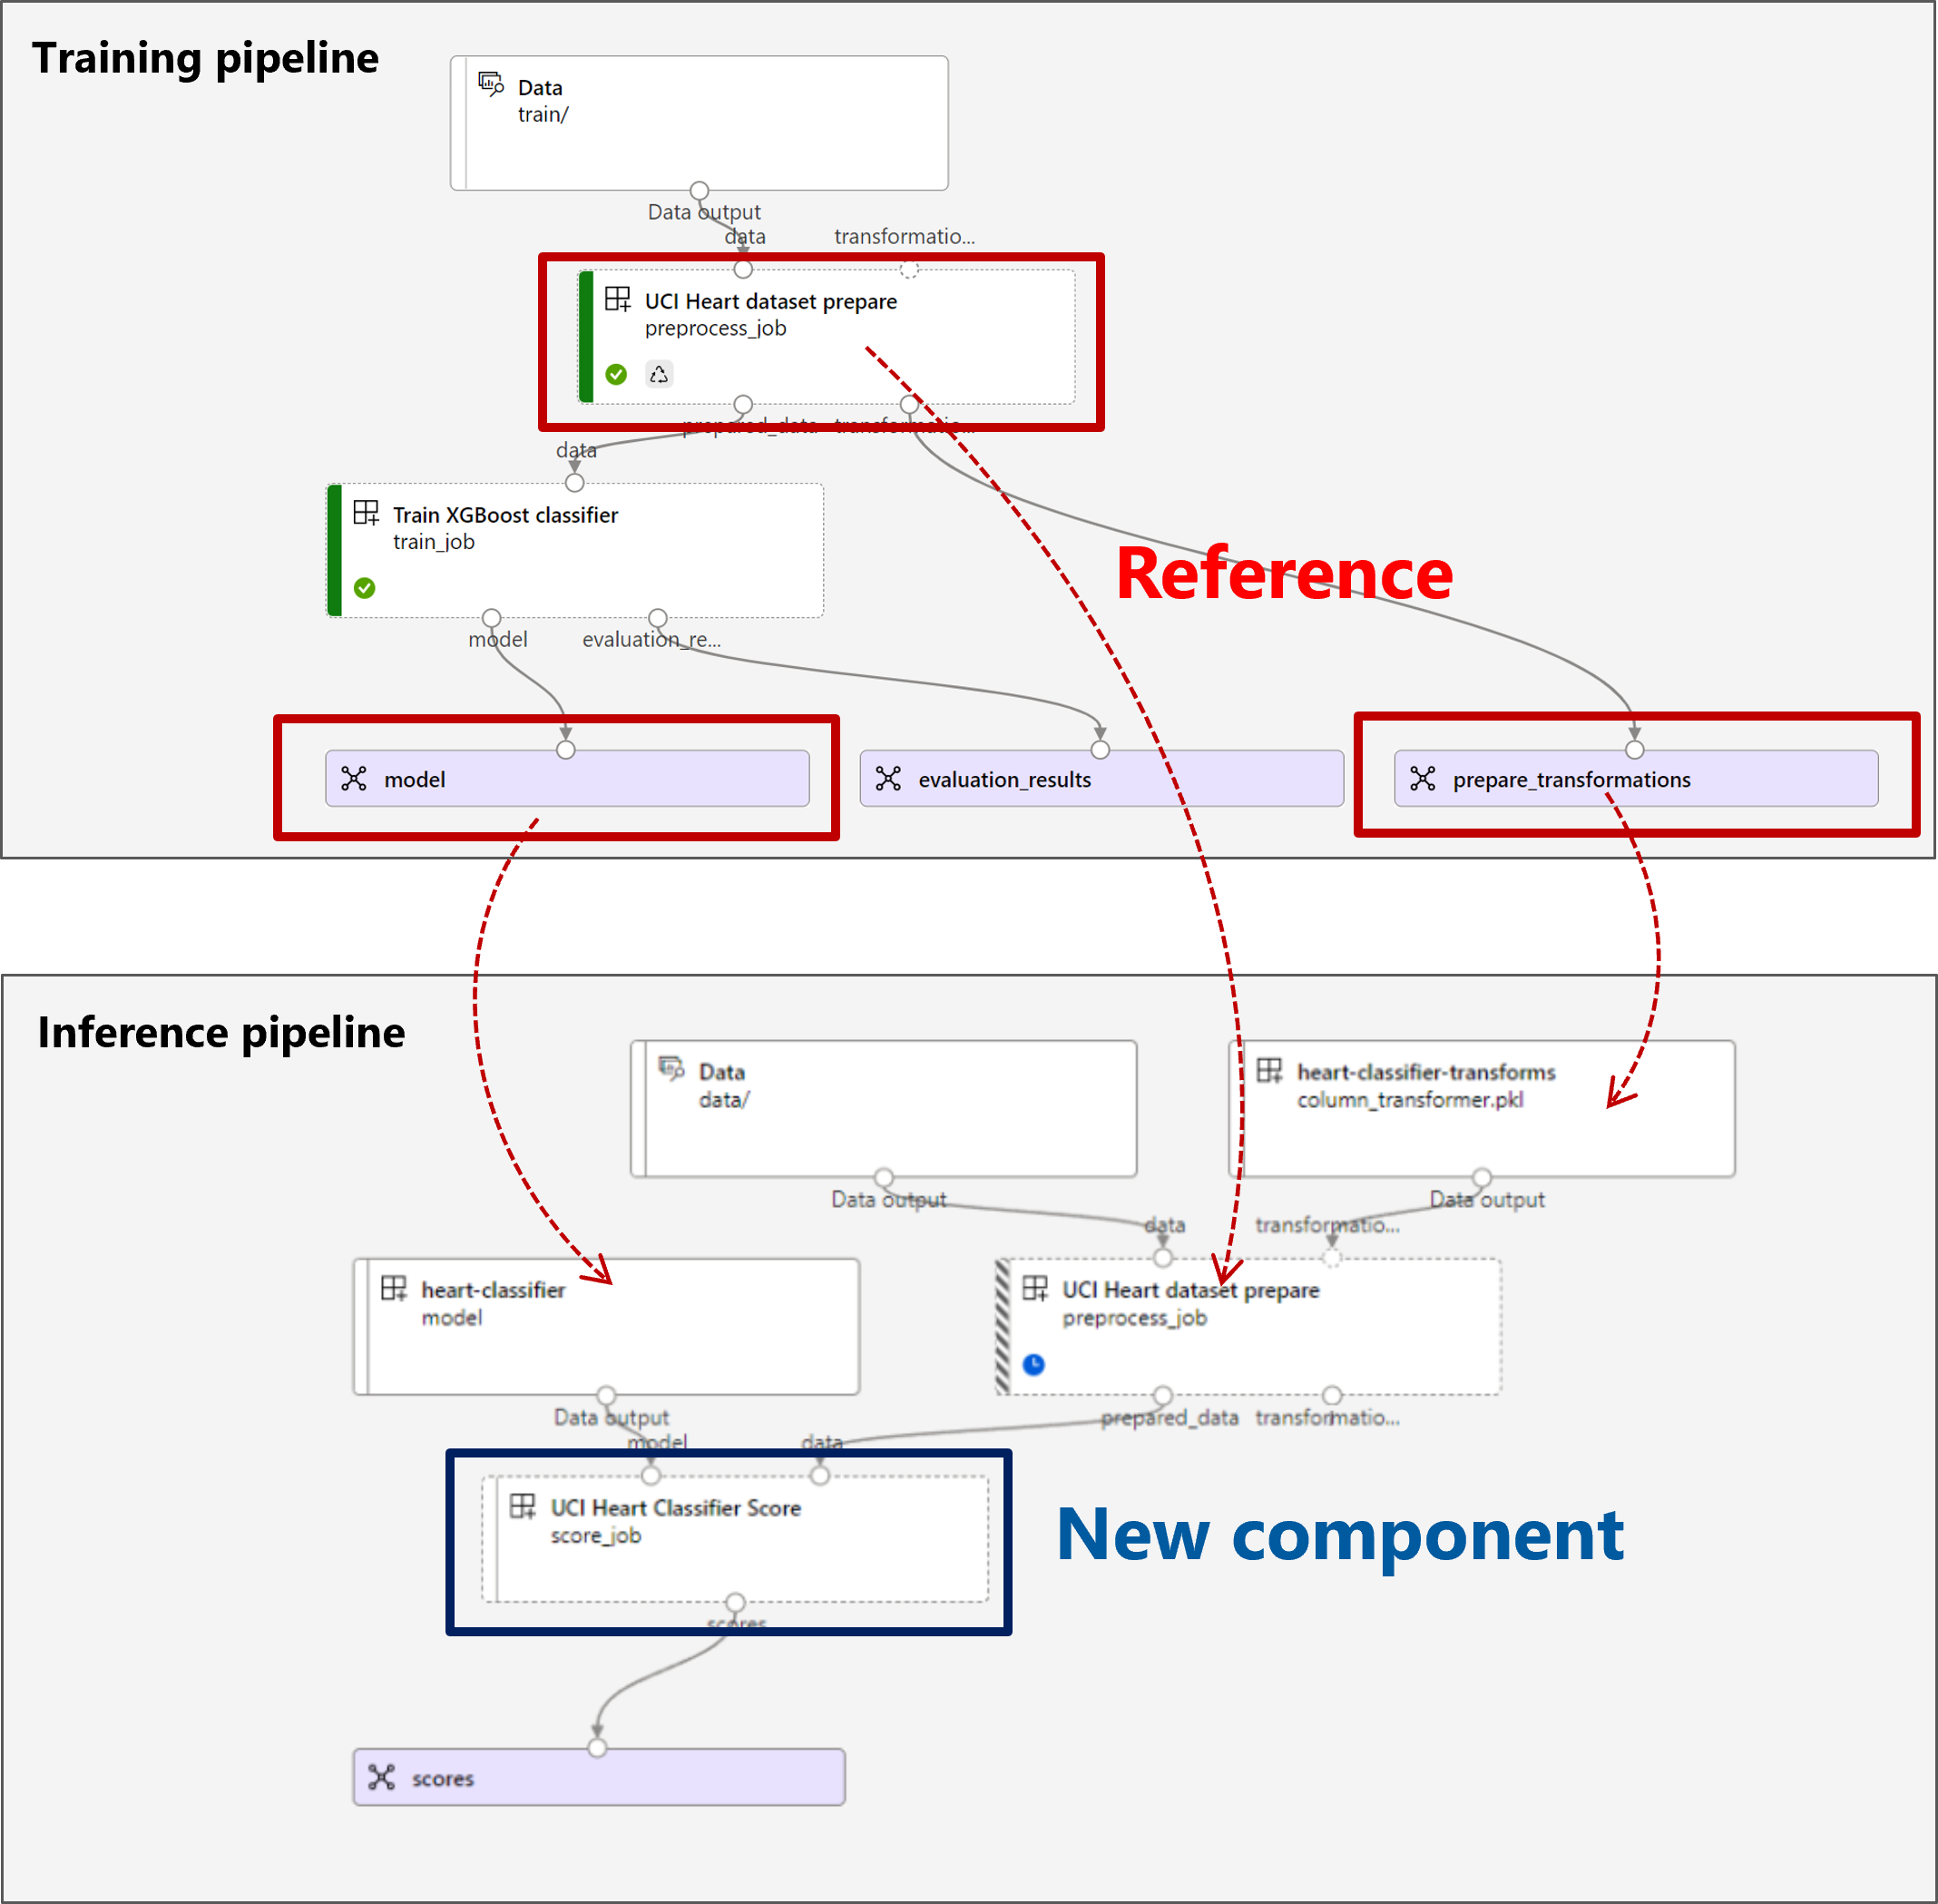 Training pipeline
Data
train/
Data output
data
transformatio...
UCI Heart dataset prepare
preprocess_job
prepared_data
transformatio...
data
Train XGBoost classifier
train_job
Reference
model
evaluation_re...
model
evaluation_results
prepare_transformations
Inference pipeline
Data
data/
heart-classifier-transforms
column_transformer.pkl
Data output
Data output
data
transformatio...
heart-classifier
model
UCI Heart dataset prepare
preprocess_job
Data output
prepared_data
transformatio...
model
data
UCI Heart Classifier Score
score_job
New component
scores
scores